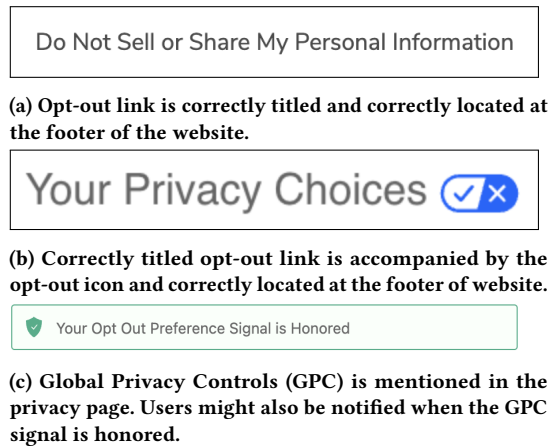 Do Not Sell or Share My Personal Information
(a) Opt-out link is correctly titled and correctly located at
the footer of the website.
Your Privacy Choices
(b) Correctly titled opt-out link is accompanied by the
opt-out icon and correctly located at the footer of website.
Your Opt Out Preference Signal is Honored
(c) Global Privacy Controls (GPC) is mentioned in the
privacy page. Users might also be notified when the GPC
signal is honored.